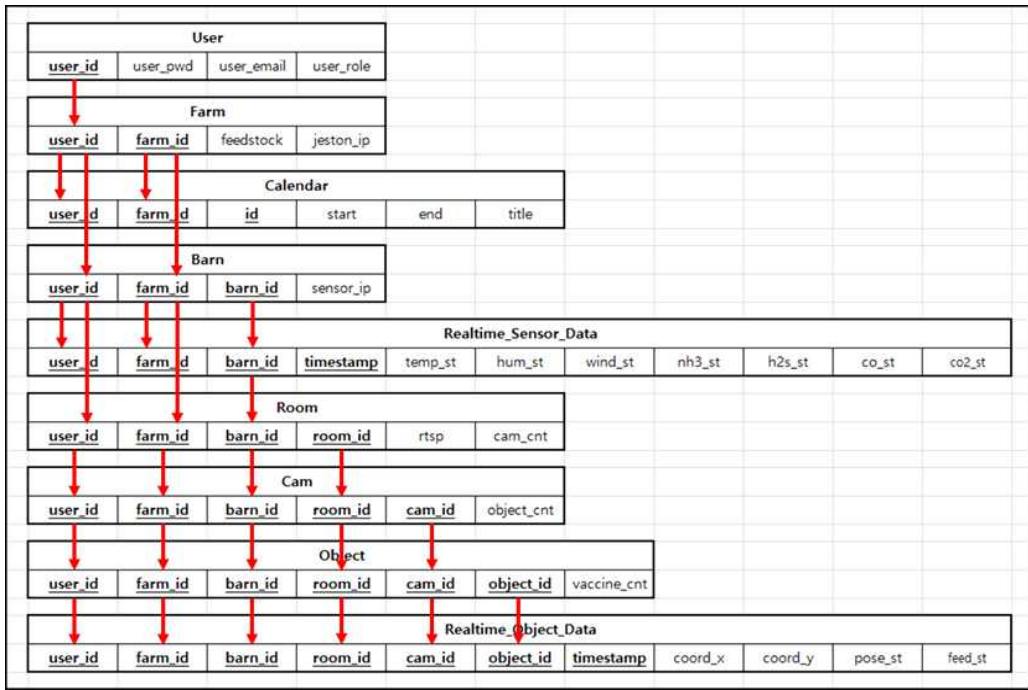 User
user_id user_pwd user_email user_role
Farm
user_id farm_id feedstock jeston_ip
Calendar
user_id farm_id id start end title
Barn
user_id farm_id barn_id sensor_ip
Realtime_Sensor_Data
user_id farm_id barn_id timestamp temp_st hum_st wind_st nh3_st h2s_st co_st co2_st
Room
user_id farm_id barn_id room_id rtsp cam_cnt
Cam
user_id farm_id barn_id room_id cam_id object_cnt
Object
user_id farm_id barn_id room_id cam_id object_id vaccine_cnt
Realtime_Object_Data
user_id farm_id barn_id room_id cam_id object_id timestamp coord_x coord_y pose_st feed_st